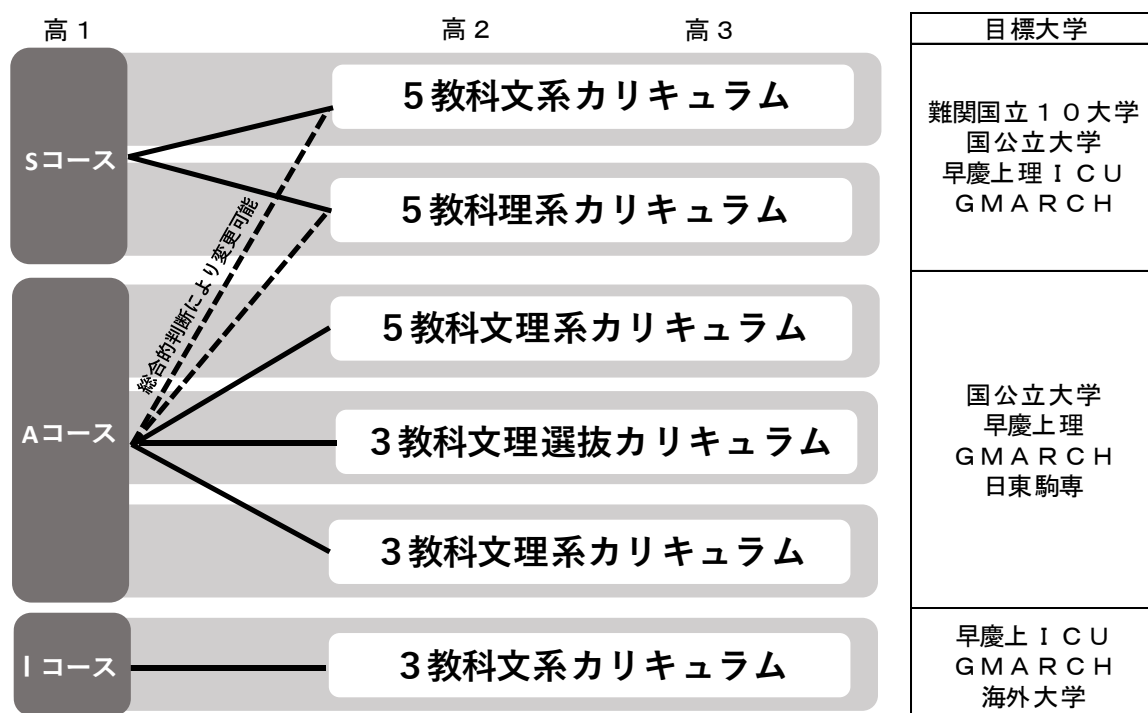 高１
高２
高３
目標大学
Sコース
5教科文系カリキュラム
5教科理系カリキュラム
難関国立１０大学
国公立大学
早慶上理ＩＣＵ
ＧＭＡＲＣＨ
総合的判断により変更可能
Aコース
5教科文理系カリキュラム
3教科文理選抜カリキュラム
3教科文理系カリキュラム
国公立大学
早慶上理
ＧＭＡＲＣＨ
日東駒専
Iコース
3教科文系カリキュラム
早慶上ＩＣＵ
ＧＭＡＲＣＨ
海外大学